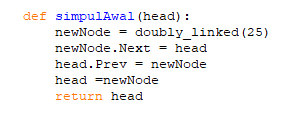 def simpulAwal(head):
    newNode = doubly_linked(25)
    newNode.Next = head
    head.Prev = newNode
    head =newNode
    return head